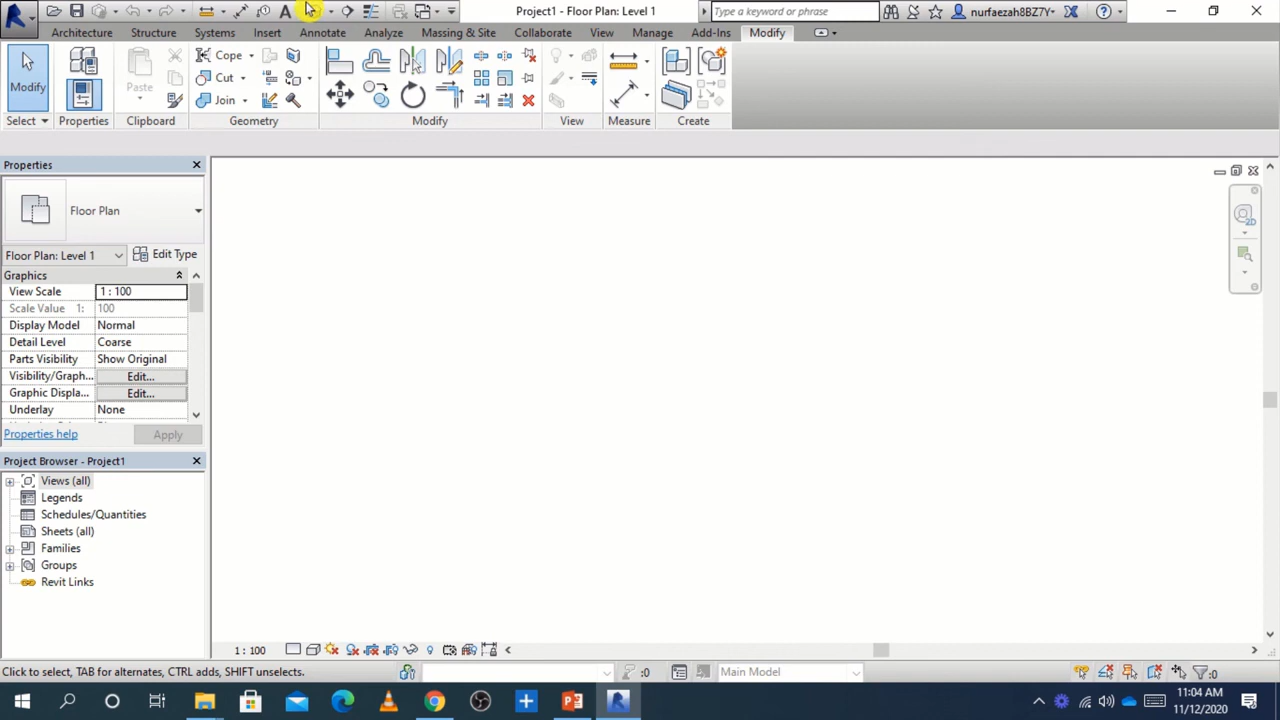 Project1 - Floor Plan: Level 1
Type a keyword or phrase
nurfaezah8BZ7Y
Architecture Structure Systems Insert Annotate Analyze Massing & Site Collaborate View Manage Add-Ins Modify
Modify
Paste
Cope
Cut
Join
Select Properties Clipboard Geometry Modify View Measure Create
Properties
Floor Plan
Floor Plan: Level 1 Edit Type
Graphics
View Scale 1 : 100
Scale Value 1: 100
Display Model Normal
Detail Level Coarse
Parts Visibility Show Original
Visibility/Graph... Edit...
Graphic Displa... Edit...
Underlay None
Properties help Apply
Project Browser - Project1
Views (all)
Legends
Schedules/Quantities
Sheets (all)
Families
Groups
Revit Links
2D
1 : 100
Click to select, TAB for alternates, CTRL adds, SHIFT unselects.
:0
Main Model
:0
11:04 AM
11/12/2020